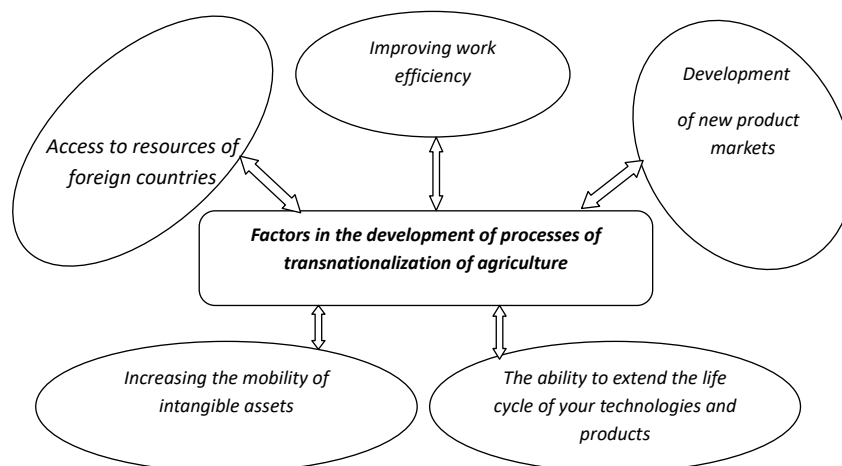 Improving work
efficiency
Development
of new product
markets
Access to resources of
foreign countries
Factors in the development of processes of
transnationalization of agriculture
Increasing the mobility of
intangible assets
The ability to extend the life
cycle of your technologies and
products